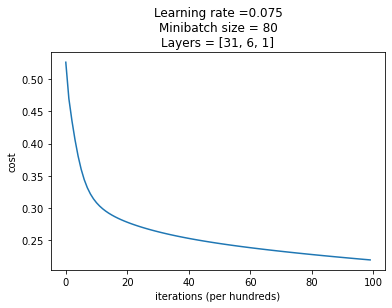 Learning rate =0.075
Minibatch size = 80
Layers = [31, 6, 1]
0.50
0.45
0.40
0.35
0.30
0.25
cost
0
20
40
60
80
100
iterations (per hundreds)